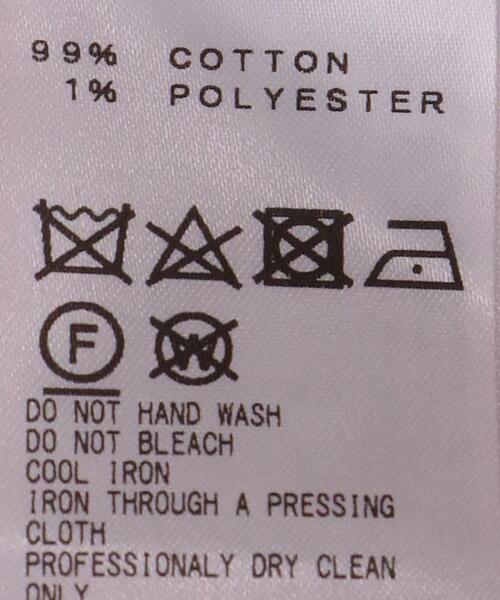 99% COTTON
1% POLYESTER
F W
DO NOT HAND WASH
DO NOT BLEACH
COOL IRON
IRON THROUGH A PRESSING
CLOTH
PROFESSIONALY DRY CLEAN
ONLY